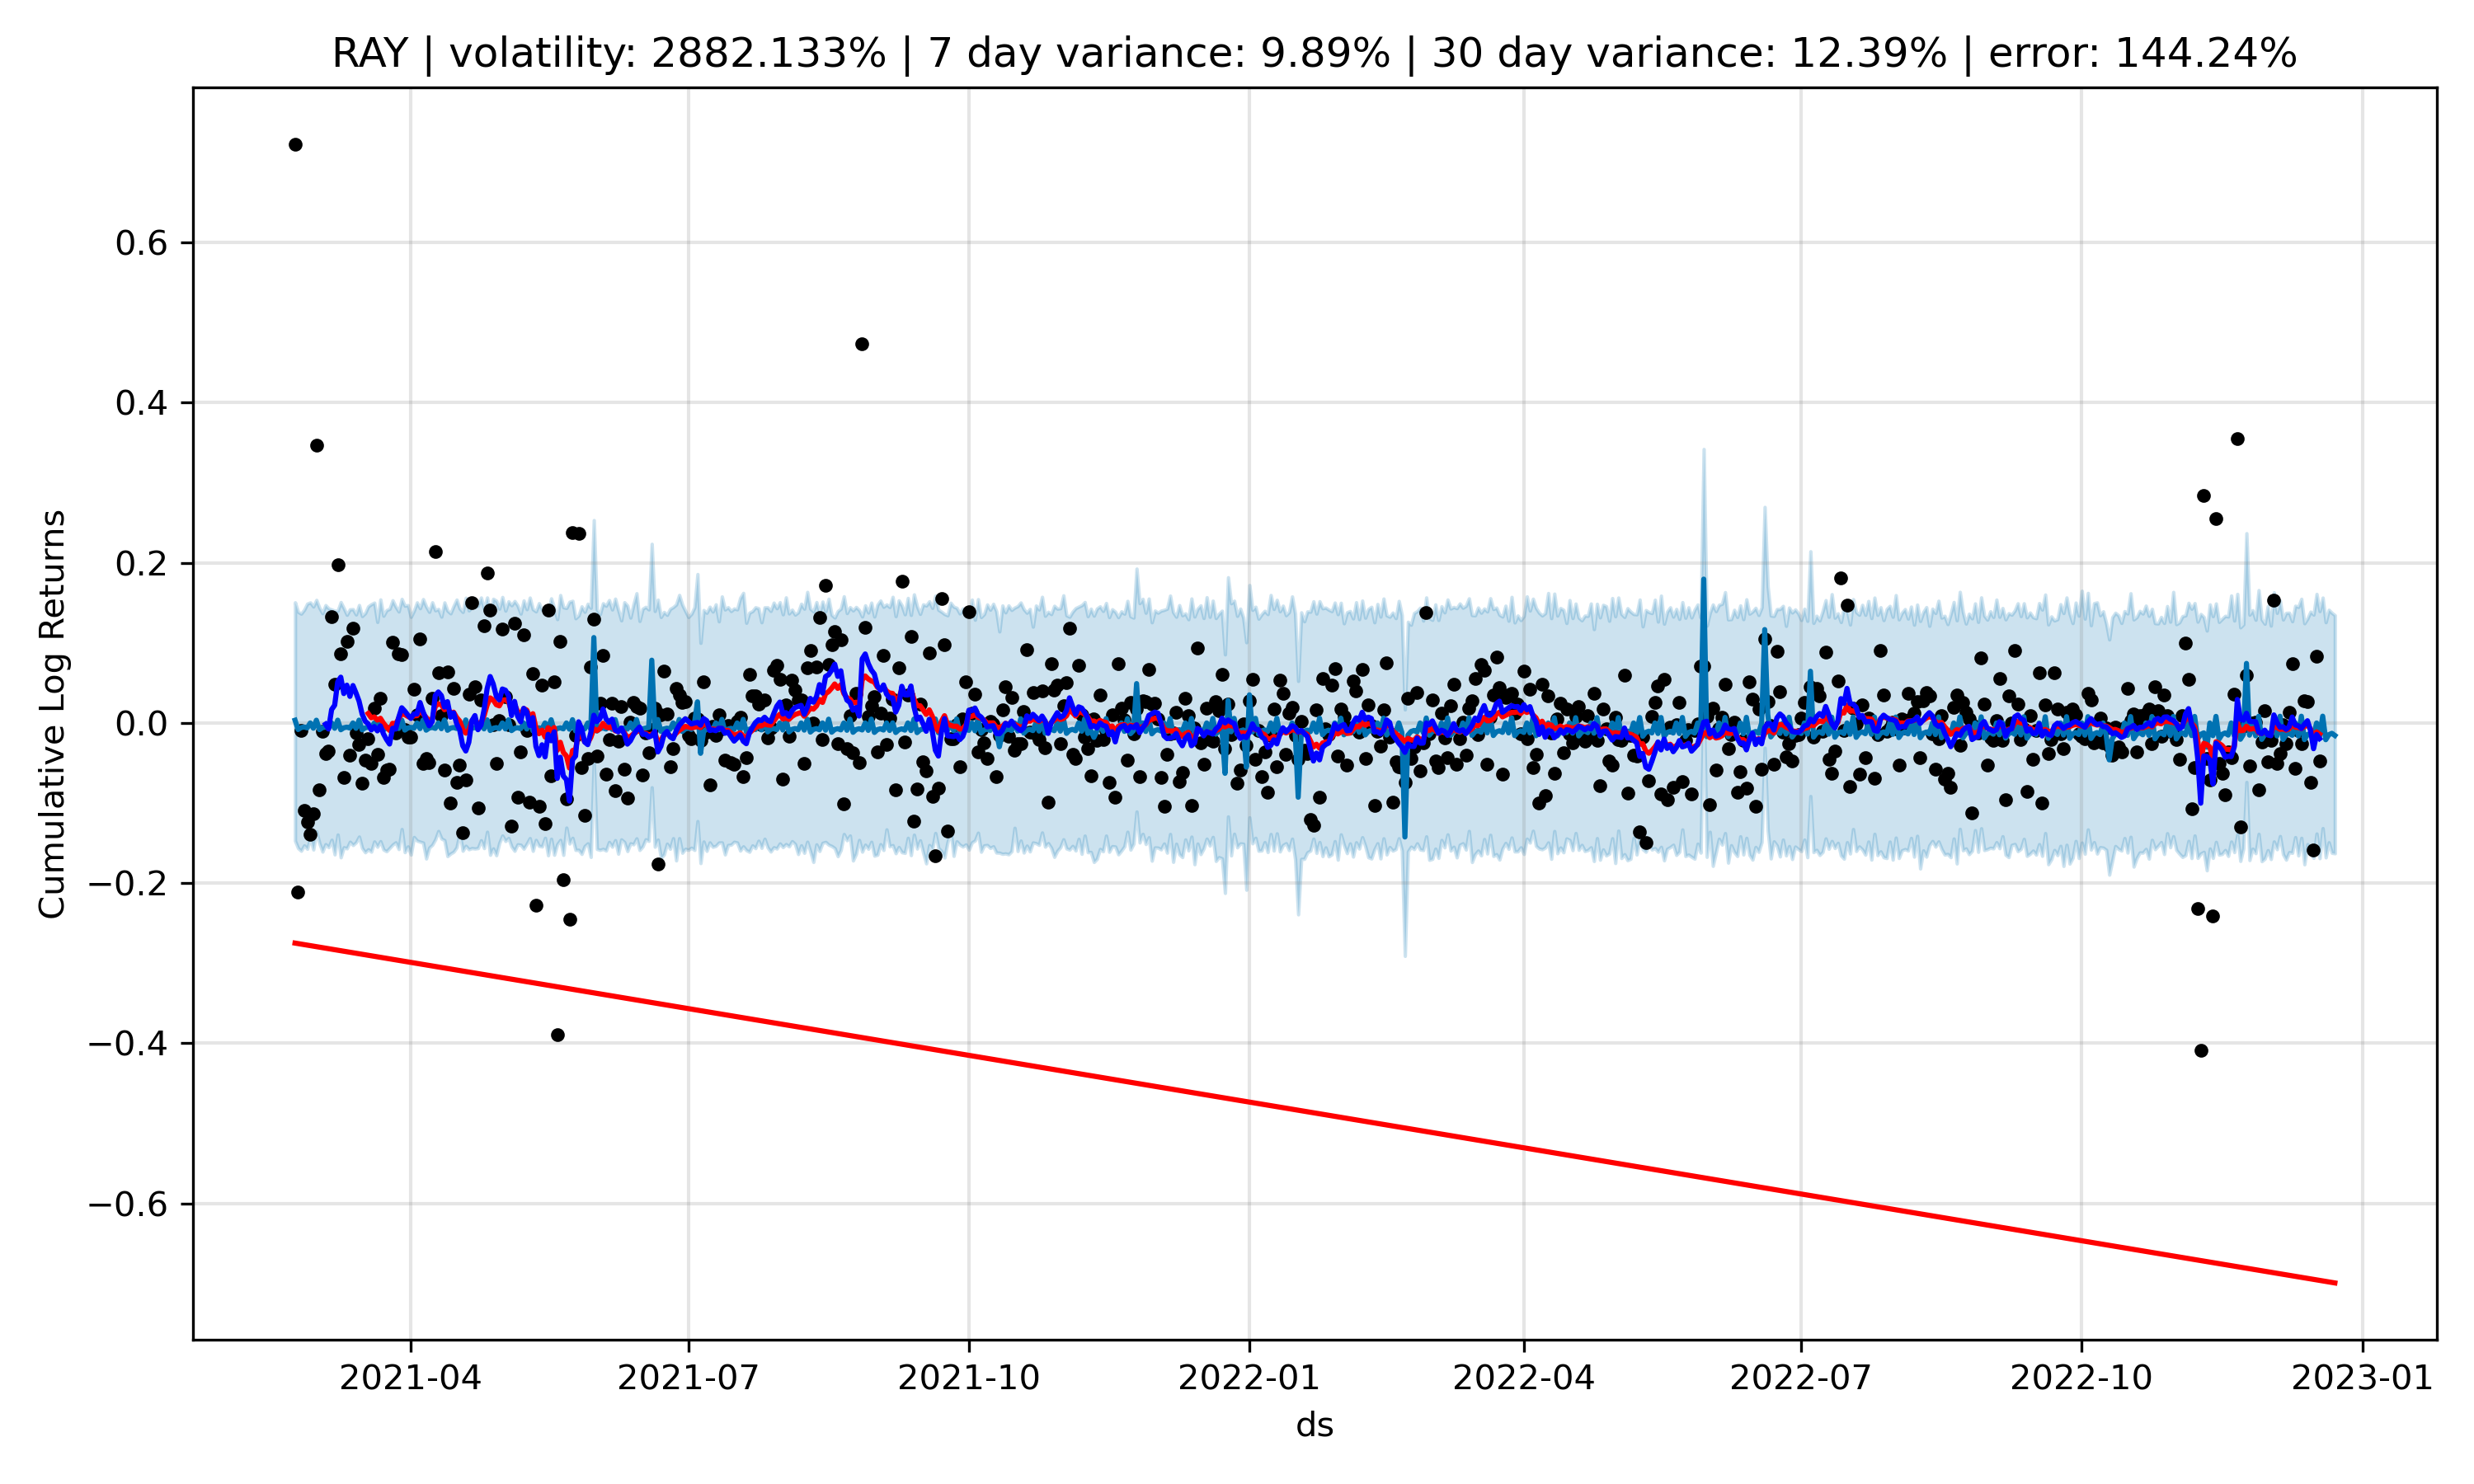 RAY | volatility: 2882.133% | 7 day variance: 9.89% | 30 day variance: 12.39% | error: 144.24%
Cumulative Log Returns
0.6
0.4
0.2
0.0
−0.2
−0.4
−0.6
2021-04 2021-07 2021-10 2022-01 2022-04 2022-07 2022-10 2023-01
ds